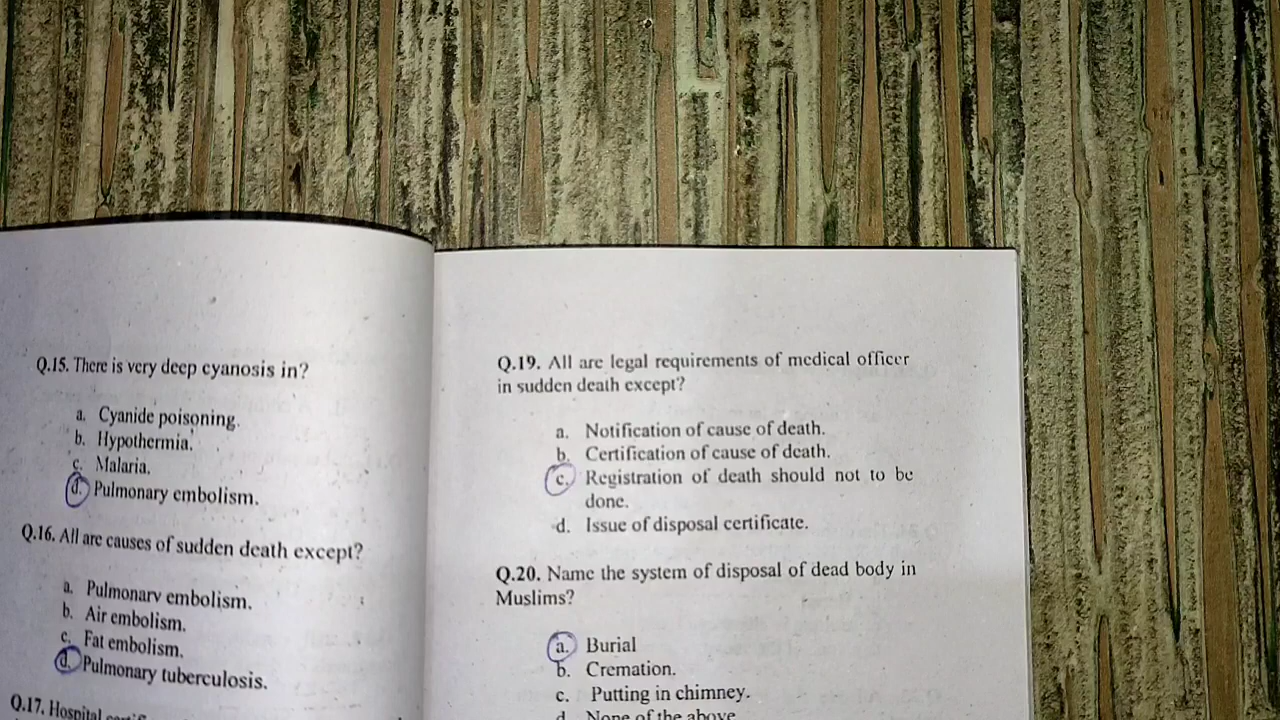 Q.15. There is very deep cyanosis in?
a. Cyanide poisoning.
b. Hypothermia.
c. Malaria.
d. Pulmonary embolism.
Q.16. All are causes of sudden death except?
a. Pulmonary embolism.
b. Air embolism.
c. Fat embolism.
d. Pulmonary tuberculosis.
Q.17. Hospital
Q.19. All are legal requirements of medical officer
in sudden death except?
a. Notification of cause of death.
b. Certification of cause of death.
c. Registration of death should not to be
done.
d. Issue of disposal certificate.
Q.20. Name the system of disposal of dead body in
Muslims?
a. Burial
b. Cremation.
c. Putting in chimney.
d. None of the above